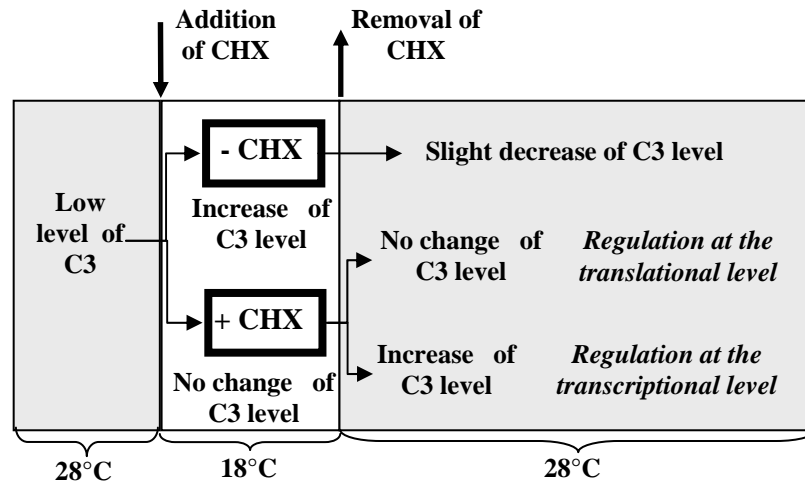 Addition
of CHX
Removal of
CHX
- CHX
Increase of
C3 level
Slight decrease of C3 level
Low
level of
C3
No change of
C3 level
Regulation at the
translational level
+ CHX
No change of
C3 level
Increase of
C3 level
Regulation at the
transcriptional level
28°C
18°C
28°C